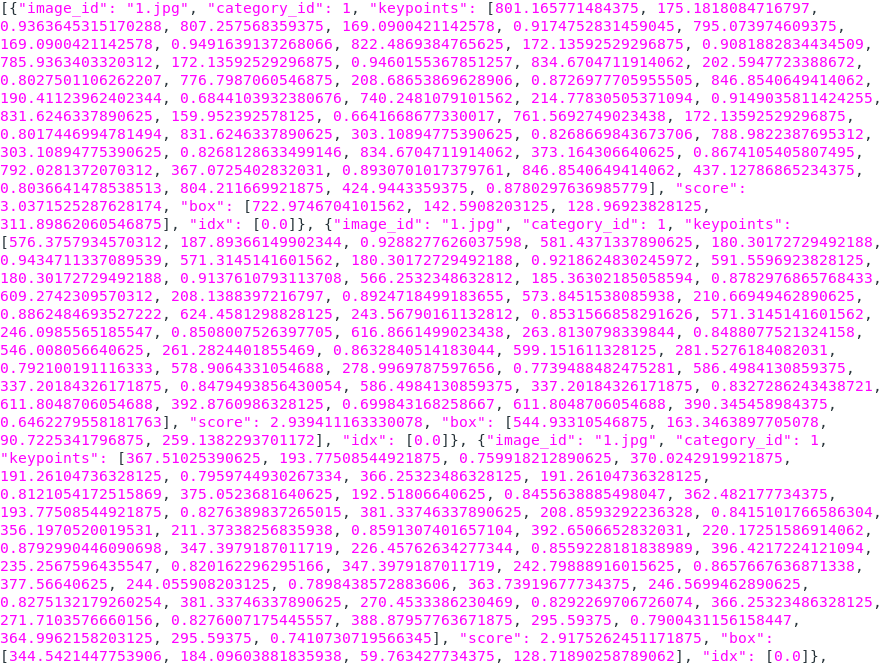 [{"image_id": "1.jpg", "category_id": 1, "keypoints": [801.165771484375, 175.1818084716797,
0.9363645315170288, 807.257568359375, 169.0900421142578, 0.9174752831459045, 795.073974609375,
169.0900421142578, 0.9491639137268066, 822.4869384765625, 172.13592529296875, 0.9081882834434509,
785.9363403320312, 172.13592529296875, 0.9460155367851257, 834.6704711914062, 202.5947723388672,
0.8027501106262207, 776.7987060546875, 208.68653869628906, 0.8726977705955505, 846.8540649414062,
190.41123962402344, 0.6844103932380676, 740.2481079101562, 214.77830505371094, 0.9149035811424255,
831.6246337890625, 159.952392578125, 0.6641668677330017, 761.5692749023438, 172.13592529296875,
0.8017446994781494, 831.6246337890625, 303.10894775390625, 0.8268669843673706, 788.9822387695312,
303.10894775390625, 0.8268128633499146, 834.6704711914062, 373.164306640625, 0.8674105405807495,
792.0281372070312, 367.0725402832031, 0.8930701017379761, 846.8540649414062, 437.12786865234375,
0.8036641478538513, 804.211669921875, 424.9444359375, 0.8780297636985779], "score":
3.0371525287628174, "box": [722.9746704101562, 142.5908203125, 128.96923828125,
311.89862060546875], "idx": [0.0]}, {"image_id": "1.jpg", "category_id": 1, "keypoints":
[576.3757934570312, 187.89366149902344, 0.9288277626037598, 581.4371337890625, 180.30172729492188,
0.9434711337089539, 571.3145141601562, 180.30172729492188, 0.9218624830245972, 591.5596923828125,
180.30172729492188, 0.9137610793113708, 566.2532348632812, 185.36302185058594, 0.8782976865768433,
609.2742309570312, 208.1388397216797, 0.8924718499183655, 573.8451538085938, 210.66949462890625,
0.8862484693527222, 624.4581298828125, 243.56790161132812, 0.8531566858291626, 571.3145141601562,
246.0985565185547, 0.8508007526397705, 616.8661499023438, 263.8130798339844, 0.8488077521324158,
546.008056640625, 261.2824401855469, 0.8632840514183044, 599.151611328125, 281.5276184082031,
0.792100191116333, 578.9064331054688, 278.9969787597656, 0.7739488482475281, 586.4984130859375,
337.20184326171875, 0.8479493856430054, 586.4984130859375, 337.20184326171875, 0.8327286243438721,
611.8048706054688, 392.8760986328125, 0.699843168258667, 611.8048706054688, 390.345458984375,
0.6462279558181763], "score": 2.939411163330078, "box": [544.93310546875, 163.3463897705078,
90.7225341796875, 259.1382293701172], "idx": [0.0]}, {"image_id": "1.jpg", "category_id": 1,
"keypoints": [367.51025390625, 193.77508544921875, 0.759918212890625, 370.0242919921875,
191.26104736328125, 0.7959744930267334, 366.25323486328125, 191.26104736328125,
0.8121054172515869, 375.0523681640625, 192.51806640625, 0.8455638885498047, 362.482177734375,
193.77508544921875, 0.8276389837265015, 381.33746337890625, 208.8593292236328, 0.8415101766586304,
356.1970520019531, 211.37338256835938, 0.8591307401657104, 392.6506652832031, 220.17251586914062,
0.8792990446090698, 347.3979187011719, 226.45762634277344, 0.8559228181838989, 396.4217224121094,
235.2567596435547, 0.820162296295166, 347.3979187011719, 242.79888916015625, 0.8657667636871338,
377.56640625, 244.055908203125, 0.7898438572883606, 363.73919677734375, 246.5699462890625,
0.8275132179260254, 381.33746337890625, 270.4533386230469, 0.8292269706726074, 366.25323486328125,
271.7103576660156, 0.8276007175445557, 388.87957763671875, 295.59375, 0.7900431156158447,
364.9962158203125, 295.59375, 0.7410730719566345], "score": 2.9175262451171875, "box":
[344.5421447753906, 184.09603881835938, 59.763427734375, 128.71890258789062], "idx": [0.0]},